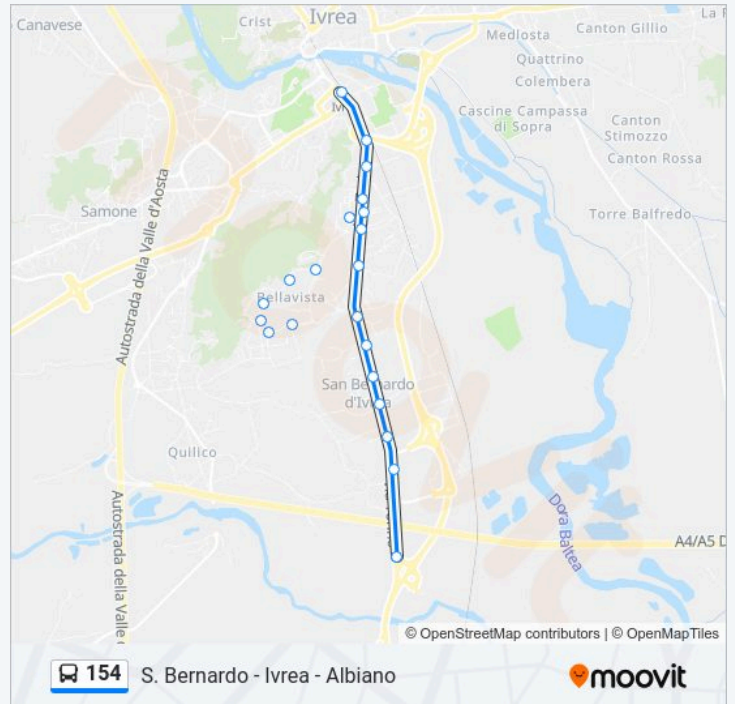 Canavese
Crist
Ivrea
La
Medlosta
Canton Gillio
Quattrino
Colembera
Cascine Campassa
di Sopra
Canton
Stimozzo
Canton Rossa
Samone
Torre Balfredo
Autostrada della Valle d'Aosta
Bellavista
San Bernardo
d'Ivrea
Quilico
Autostrada della Valle
Dora Baltea
A4/A5 D
© OpenStreetMap contributors | © OpenMapTiles
154 S. Bernardo - Ivrea - Albiano
moovit